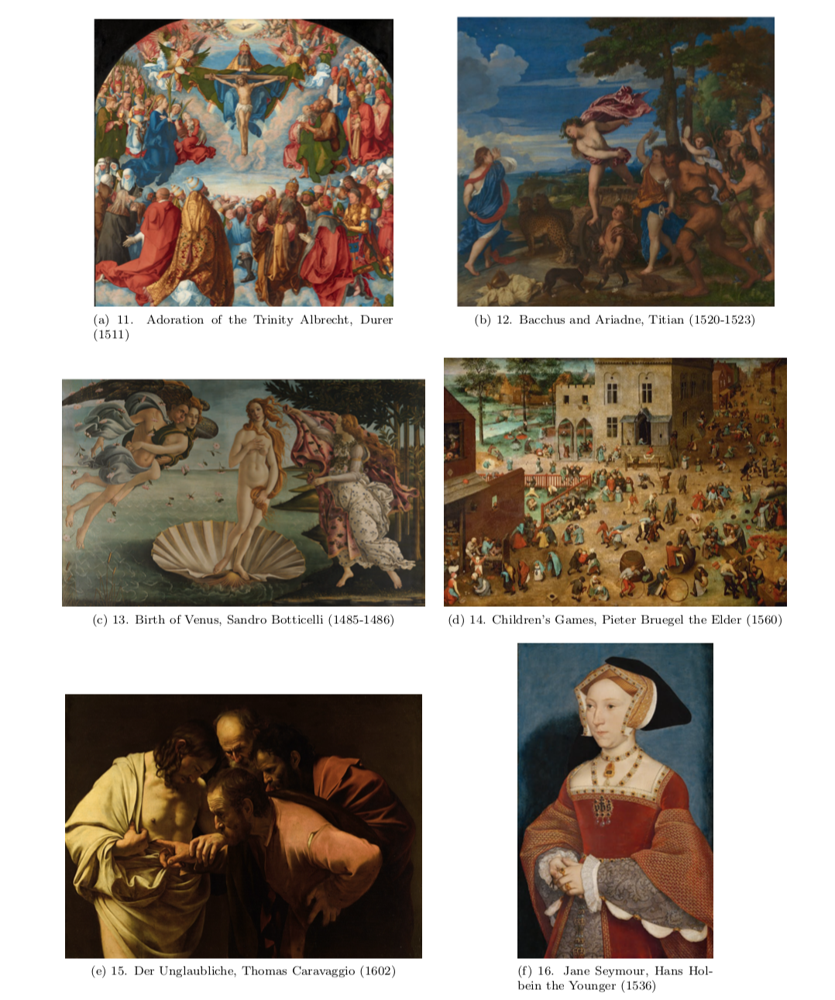 (a) 11. Adoration of the Trinity Albrecht, Durer
(1511)
(b) 12. Bacchus and Ariadne, Titian (1520-1523)
(c) 13. Birth of Venus, Sandro Botticelli (1485-1486)
(d) 14. Children's Games, Pieter Bruegel the Elder (1560)
(e) 15. Der Unglaubliche, Thomas Caravaggio (1602)
(f) 16. Jane Seymour, Hans Hol-
bein the Younger (1536)